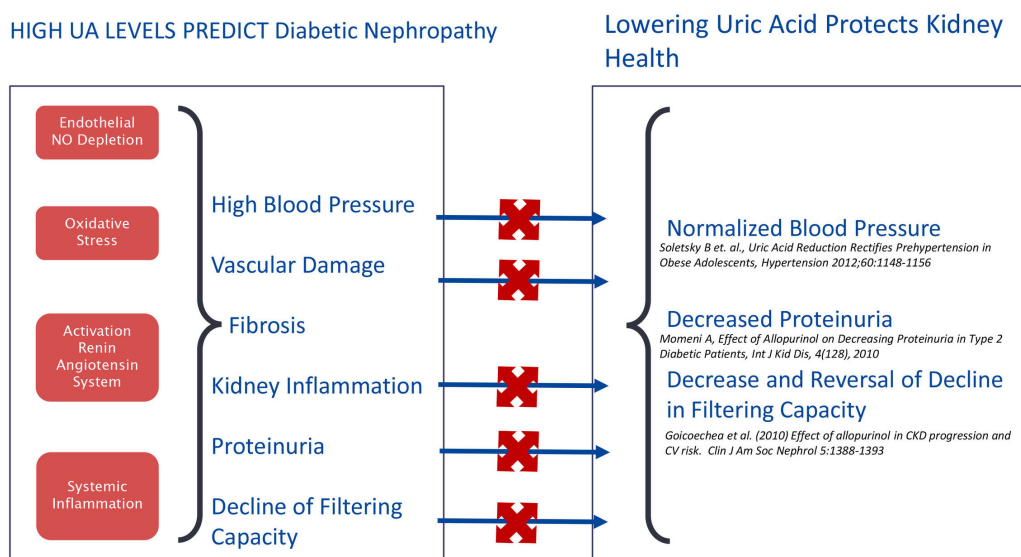 HIGH UA LEVELS PREDICT Diabetic Nephropathy
Lowering Uric Acid Protects Kidney
Health
Endothelial
NO Depletion
Oxidative
Stress
Activation
Renin
Angiotensin
System
Systemic
Inflammation
High Blood Pressure
Vascular Damage
Fibrosis
Kidney Inflammation
Proteinuria
Decline of Filtering
Capacity
Normalized Blood Pressure
Soletsky B et. al., Uric Acid Reduction Rectifies Prehypertension in
Obese Adolescents, Hypertension 2012;60:1148-1156
Decreased Proteinuria
Momeni A, Effect of Allopurinol on Decreasing Proteinuria in Type 2
Diabetic Patients, Int J Kid Dis, 4(128), 2010
Decrease and Reversal of Decline
in Filtering Capacity
Goicoechea et al. (2010) Effect of allopurinol in CKD progression and
CV risk. Clin J Am Soc Nephrol 5:1388-1393